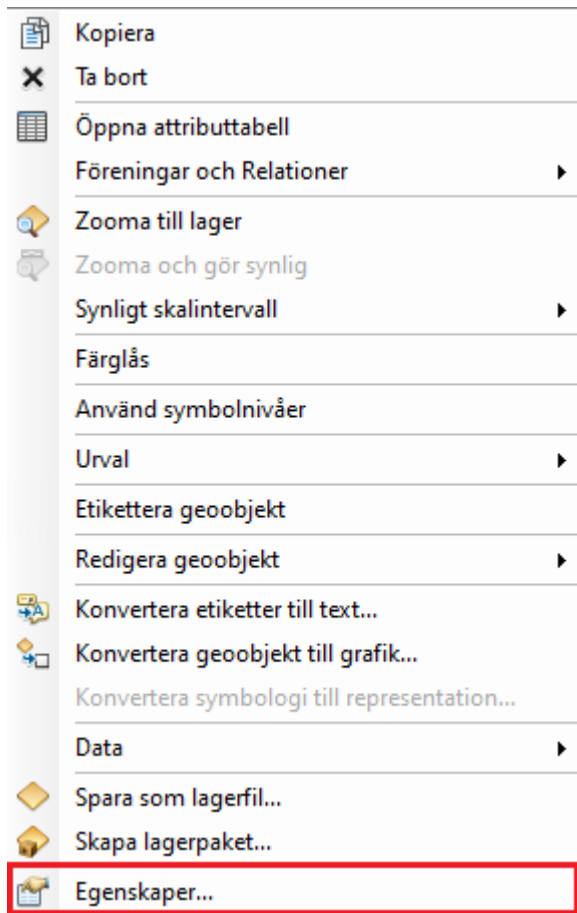 Kopiera
Ta bort
Öppna attributtabell
Föreningar och Relationer
Zooma till lager
Zooma och gör synlig
Synligt skalintervall
Färglås
Använd symbolnivåer
Urval
Etikettera geoobjekt
Redigera geoobjekt
Konvertera etiketter till text...
Konvertera geoobjekt till grafik...
Konvertera symbologi till representation...
Data
Spara som lagerfil...
Skapa lagerpaket...
Egenskaper...